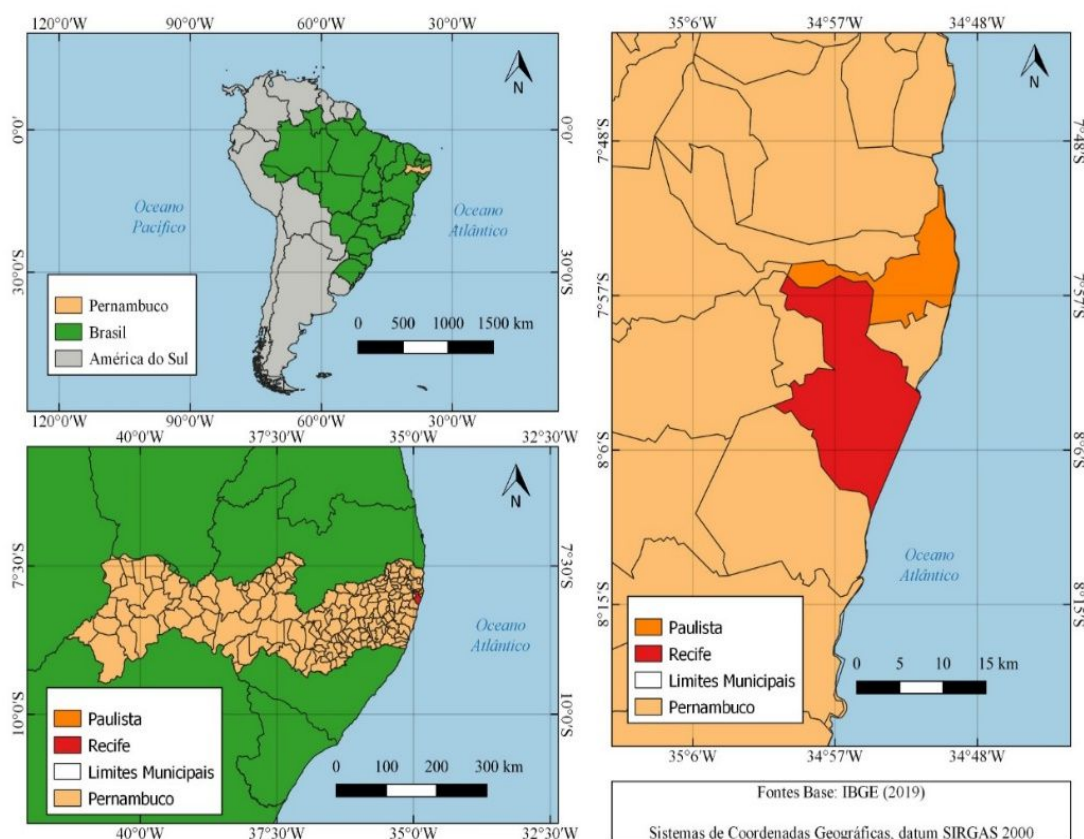 120°0'W 90°0'W 60°0'W 30°0'W
N
0°0'
0°0'
Oceano
Pacífico
Oceano
Atlântico
30°0'S
30°0'S
Pernambuco
Brasil
América do Sul
0 500 1000 1500 km
120°0'W 90°0'W 60°0'W 30°0'W
40°0'W 37°30'W 35°0'W 32°30'W
N
7°30'S
7°30'S
Oceano
Atlântico
10°0'S
10°0'S
Paulista
Recife
Limites Municipais
Pernambuco
0 100 200 300 km
40°0'W 37°30'W 35°0'W 32°30'W
35°6'W 34°57'W 34°48'W
N
7°48'S
7°48'S
7°57'S
7°57'S
8°6'S
8°6'S
Oceano
Atlântico
8°15'S
8°15'S
Paulista
Recife
Limites Municipais
Pernambuco
0 5 10 15 km
35°6'W 34°57'W 34°48'W
Fontes Base: IBGE (2019)
Sistemas de Coordenadas Geográficas, datum SIRGAS 2000